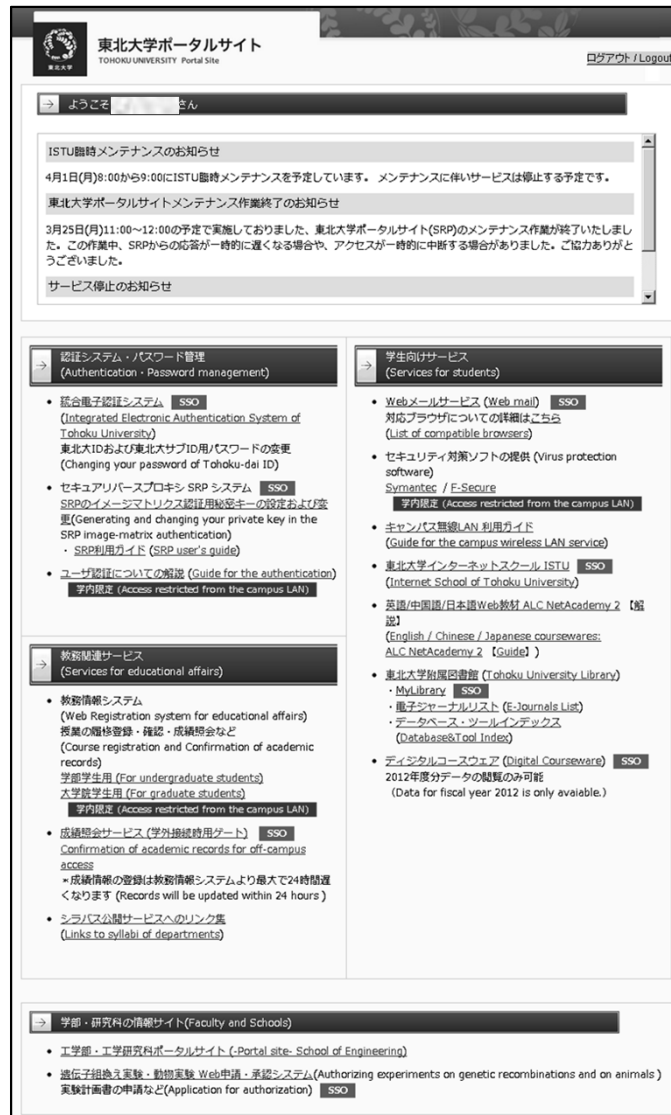 東北大学
東北大学ポータルサイト
TOHOKU UNIVERSITY Portal Site
ログアウト / Logout
ようこそ さん
ISTU臨時メンテナンスのお知らせ
4月1日(月)8:00から9:00にISTU臨時メンテナンスを予定しています。 メンテナンスに伴いサービスは停止する予定です。
東北大学ポータルサイトメンテナンス作業終了のお知らせ
3月25日(月)11:00～12:00の予定で実施しておりました、東北大学ポータルサイト(SRP)のメンテナンス作業が終了いたしまし
た。この作業中、SRPからの応答が一時的に遅くなる場合や、アクセスが一時的に中断する場合がありました。ご協力ありがと
うございました。
サービス停止のお知らせ
認証システム・パスワード管理
(Authentication・Password management)
• 統合電子認証システム SSO
(Integrated Electronic Authentication System of
Tohoku University)
東北大IDおよび東北大サブID用パスワードの変更
(Changing your password of Tohoku-dai ID)
• セキュアリバースプロキシ SRP システム SSO
SRPのイメージマトリクス認証用秘密キーの設定および変
更(Generating and changing your private key in the
SRP image-matrix authentication)
・ SRP利用ガイド (SRP user's guide)
• ユーザ認証についての解説 (Guide for the authentication)
学内限定 (Access restricted from the campus LAN)
教務関連サービス
(Services for educational affairs)
• 教務情報システム
(Web Registration system for educational affairs)
授業の履修登録・確認・成績照会など
(Course registration and Confirmation of academic
records)
学部学生用 (For undergraduate students)
大学院学生用 (For graduate students)
学内限定 (Access restricted from the campus LAN)
• 成績照会サービス (学外接続時用ゲート) SSO
Confirmation of academic records for off-campus
access
＊成績情報の登録は教務情報システムより最大で24時間遅
くなります (Records will be updated within 24 hours )
• シラバス公開サービスへのリンク集
(Links to syllabi of departments)
学生向けサービス
(Services for students)
• Webメールサービス (Web mail) SSO
対応ブラウザについての詳細はこちら
(List of compatible browsers)
• セキュリティ対策ソフトの提供 (Virus protection
software)
Symantec / F-Secure
学内限定 (Access restricted from the campus LAN)
• キャンパス無線LAN 利用ガイド
(Guide for the campus wireless LAN service)
• 東北大学インターネットスクール ISTU SSO
(Internet School of Tohoku University)
• 英語/中国語/日本語Web教材 ALC NetAcademy 2 【解
説】
(English / Chinese / Japanese coursewares:
ALC NetAcademy 2 【Guide】)
• 東北大学附属図書館 (Tohoku University Library)
・MyLibrary SSO
・電子ジャーナルリスト (E-Journals List)
・データベース・ツールインデックス
(Database&Tool Index)
• ディジタルコースウェア (Digital Courseware) SSO
2012年度分データの閲覧のみ可能
(Data for fiscal year 2012 is only avaiable.)
学部・研究科の情報サイト(Faculty and Schools)
• 工学部・工学研究科ポータルサイト (-Portal site- School of Engineering)
• 遺伝子組換え実験・動物実験 Web申請・承認システム(Authorizing experiments on genetic recombinations and on animals )
実験計画書の申請など(Application for authorization) SSO